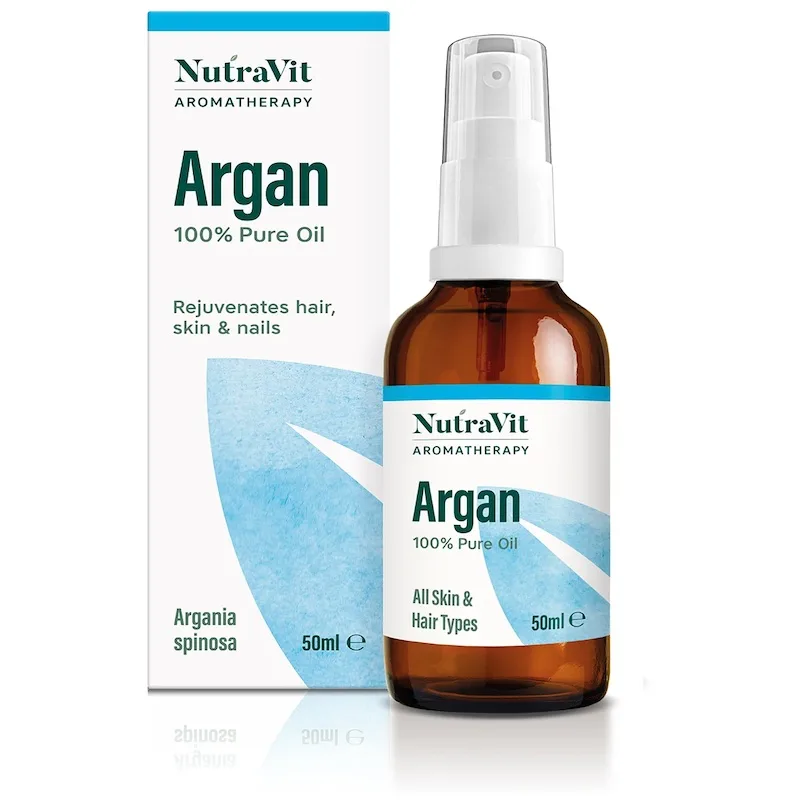 NutraVit
AROMATHERAPY
Argan
100% Pure Oil
Rejuvenates hair,
skin & nails
Argania
spinosa
50ml ℮
NutraVit
AROMATHERAPY
Argan
100% Pure Oil
All Skin &
Hair Types
50ml ℮